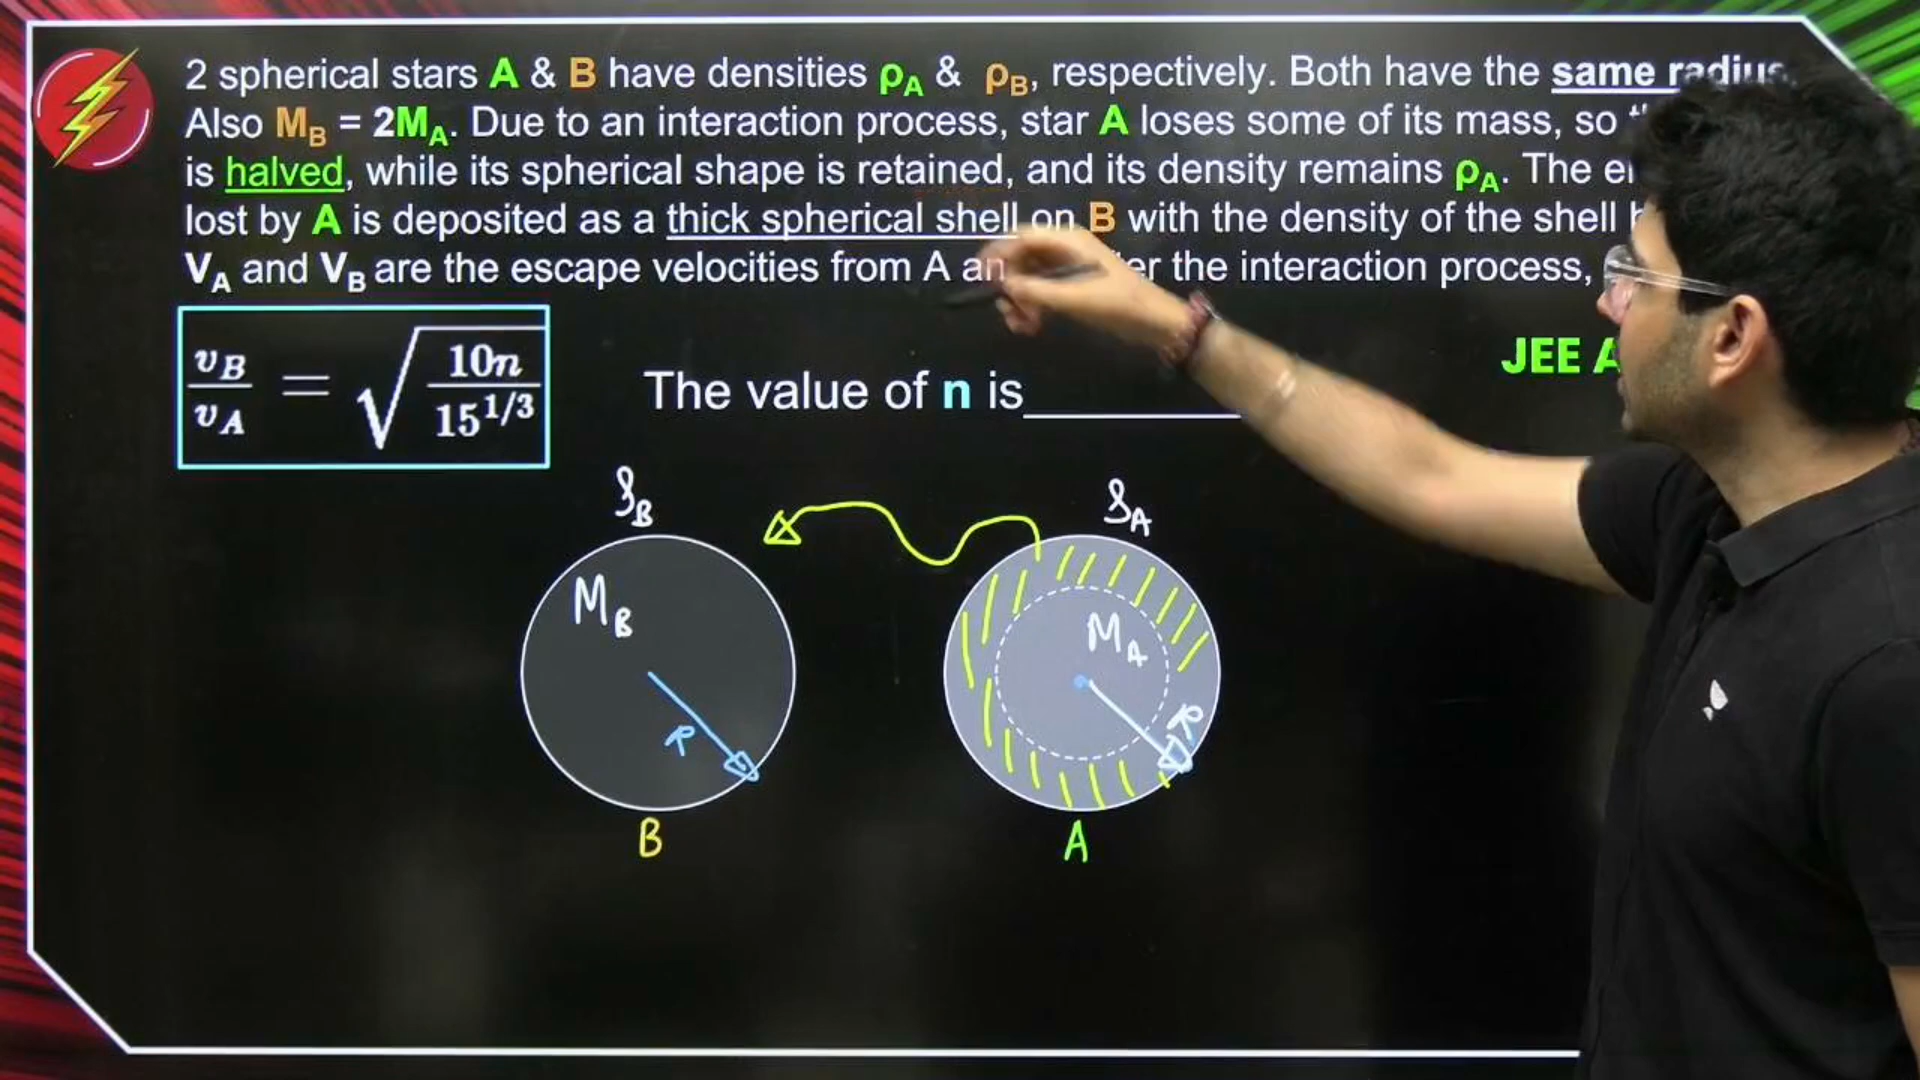 2 spherical stars A & B have densities ρA & ρB, respectively. Both have the same radius.
Also MB = 2MA. Due to an interaction process, star A loses some of its mass, so
is halved, while its spherical shape is retained, and its density remains ρA. The
lost by A is deposited as a thick spherical shell on B with the density of the shell
VA and VB are the escape velocities from A the interaction process,
vB/vA = √(10n/15^1/3)
The value of n is________
JEE A
ρB
ρA
MB
MA
R
R
B
A